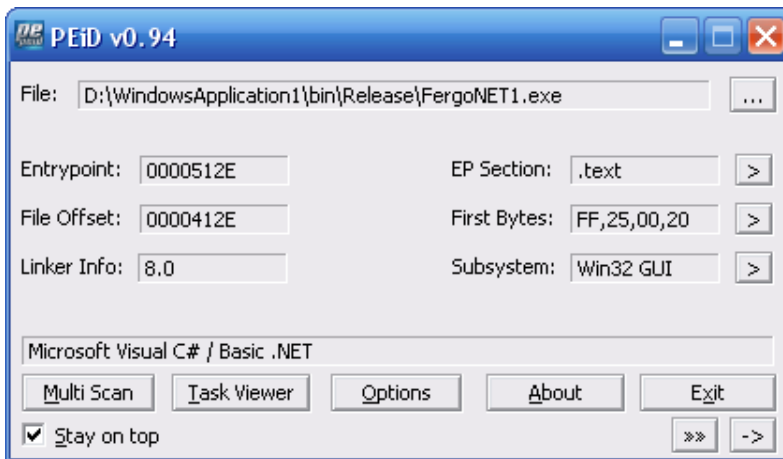 PEiD v0.94
File: D:\WindowsApplication1\bin\Release\FergoNET1.exe ...
Entrypoint: 0000512E EP Section: .text >
File Offset: 0000412E First Bytes: FF,25,00,20 >
Linker Info: 8.0 Subsystem: Win32 GUI >
Microsoft Visual C# / Basic .NET
Multi Scan Task Viewer Options About Exit
Stay on top »» ->